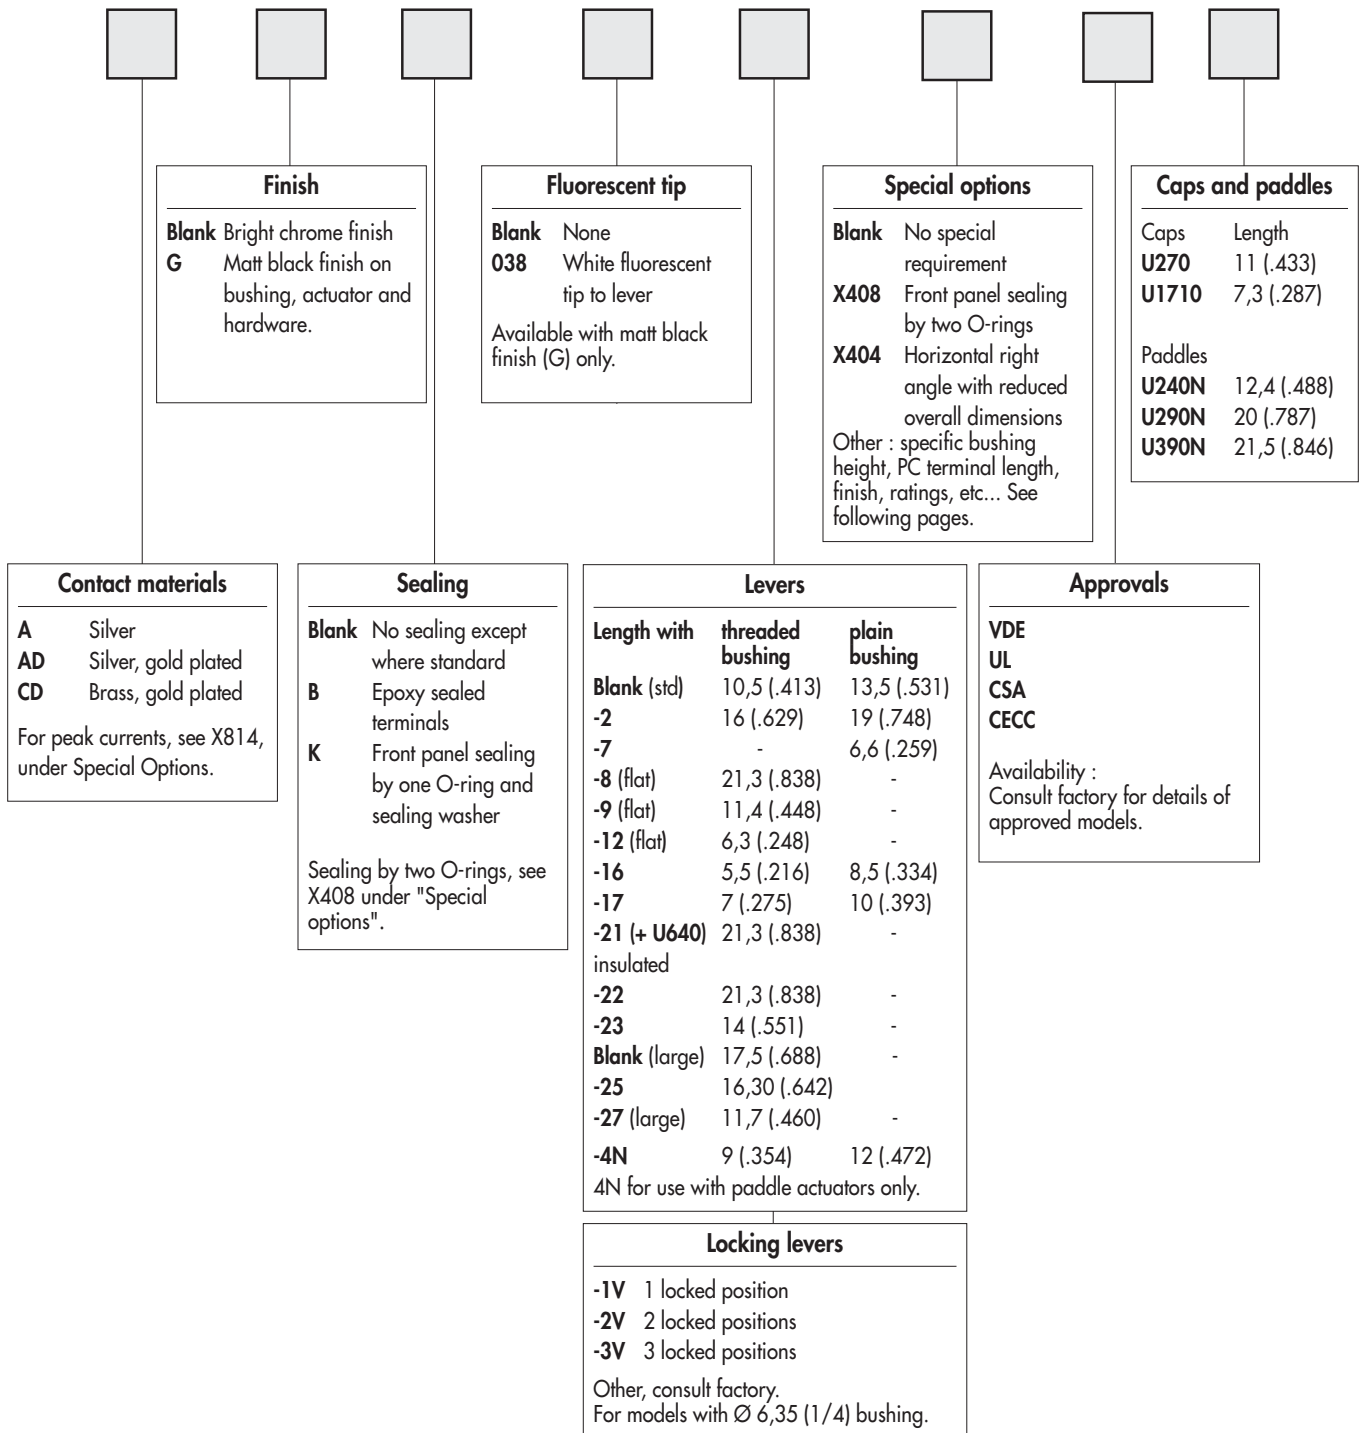 Finish
Blank Bright chrome finish
G Matt black finish on
bushing, actuator and
hardware.
Fluorescent tip
Blank None
038 White fluorescent
tip to lever
Available with matt black
finish (G) only.
Special options
Blank No special
requirement
X408 Front panel sealing
by two O-rings
X404 Horizontal right
angle with reduced
overall dimensions
Other : specific bushing
height, PC terminal length,
finish, ratings, etc... See
following pages.
Caps and paddles
Caps Length
U270 11 (.433)
U1710 7,3 (.287)
Paddles
U240N 12,4 (.488)
U290N 20 (.787)
U390N 21,5 (.846)
Contact materials
A Silver
AD Silver, gold plated
CD Brass, gold plated
For peak currents, see X814,
under Special Options.
Sealing
Blank No sealing except
where standard
B Epoxy sealed
terminals
K Front panel sealing
by one O-ring and
sealing washer
Sealing by two O-rings, see
X408 under "Special
options".
Levers
Length with threaded plain
bushing bushing
Blank (std) 10,5 (.413) 13,5 (.531)
-2 16 (.629) 19 (.748)
-7 - 6,6 (.259)
-8 (flat) 21,3 (.838) -
-9 (flat) 11,4 (.448) -
-12 (flat) 6,3 (.248) -
-16 5,5 (.216) 8,5 (.334)
-17 7 (.275) 10 (.393)
-21 (+ U640) 21,3 (.838) -
insulated
-22 21,3 (.838) -
-23 14 (.551) -
Blank (large) 17,5 (.688) -
-25 16,30 (.642)
-27 (large) 11,7 (.460) -
-4N 9 (.354) 12 (.472)
4N for use with paddle actuators only.
Approvals
VDE
UL
CSA
CECC
Availability :
Consult factory for details of
approved models.
Locking levers
-1V 1 locked position
-2V 2 locked positions
-3V 3 locked positions
Other, consult factory.
For models with Ø 6,35 (1/4) bushing.